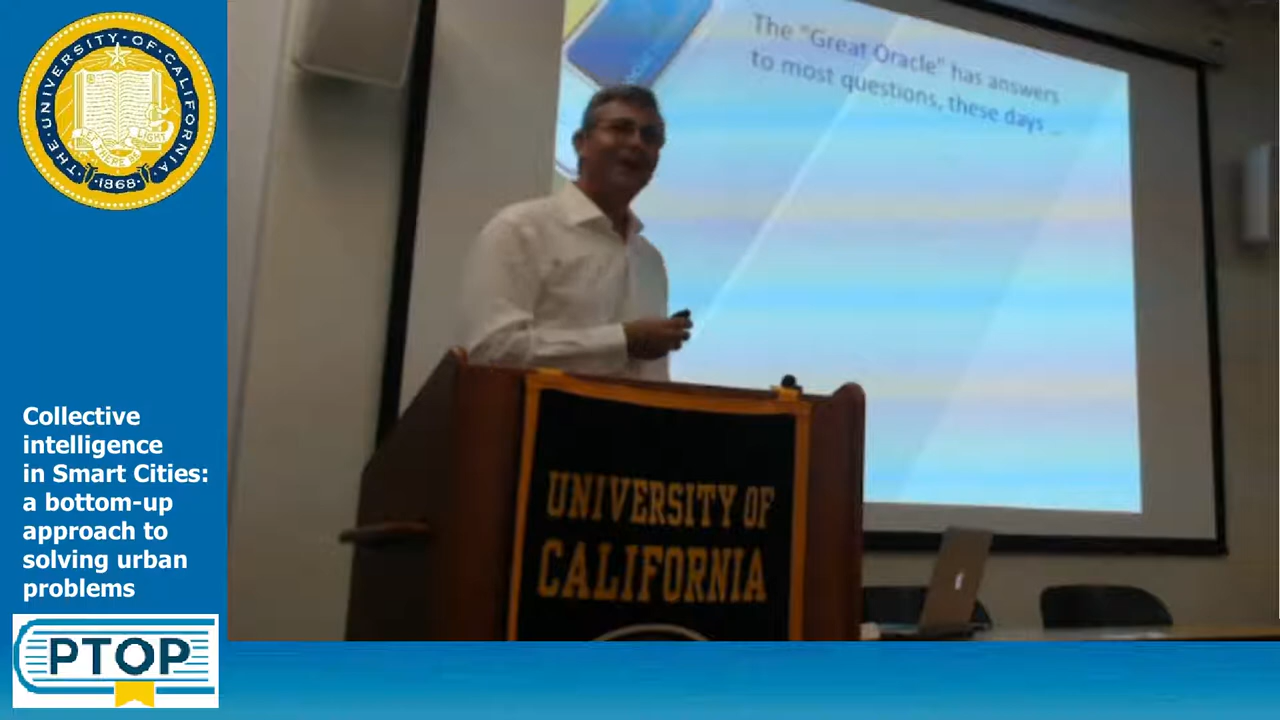 THE·UNIVERSITY·OF·CALIFORNIA
LET THERE BE LIGHT
·1868·
The "Great Oracle" has answers
to most questions, these days ...
Collective
intelligence
in Smart Cities:
a bottom-up
approach to
solving urban
problems
PTOP
UNIVERSITY OF
CALIFORNIA